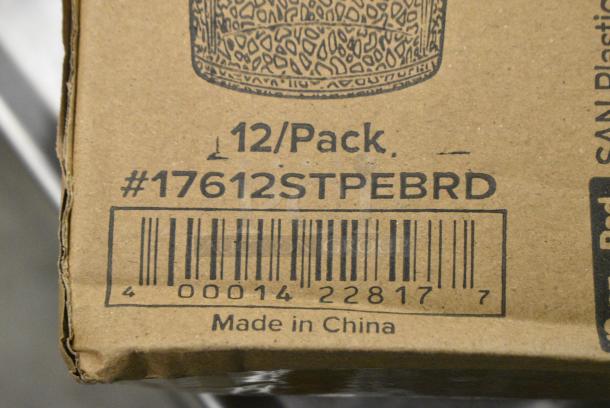 12/Pack
#17612STPEBRD
4 00014 22817 7
Made in China
SAN Plastic